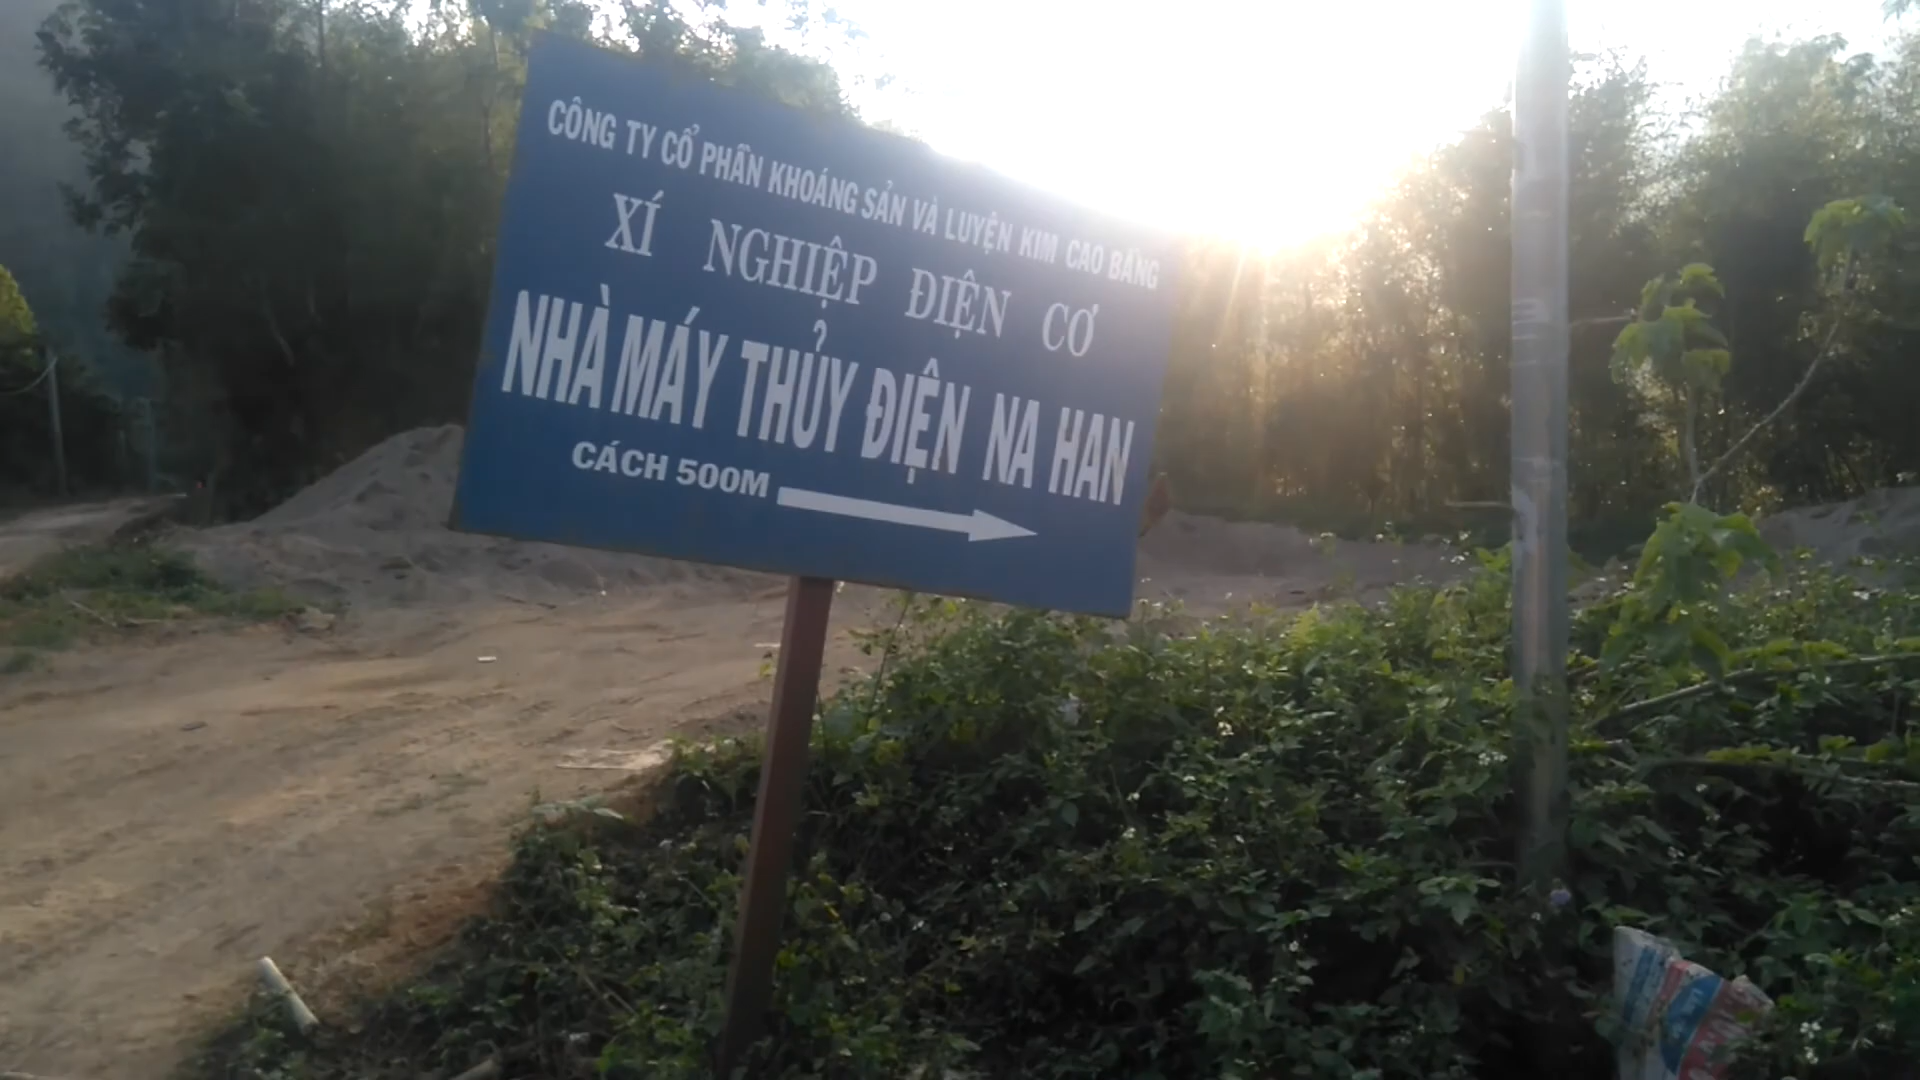 CÔNG TY CỔ PHẦN KHOÁNG SẢN VÀ LUYỆN KIM CAO BẰNG
XÍ NGHIỆP ĐIỆN CƠ
NHÀ MÁY THỦY ĐIỆN NA HAN
CÁCH 500M